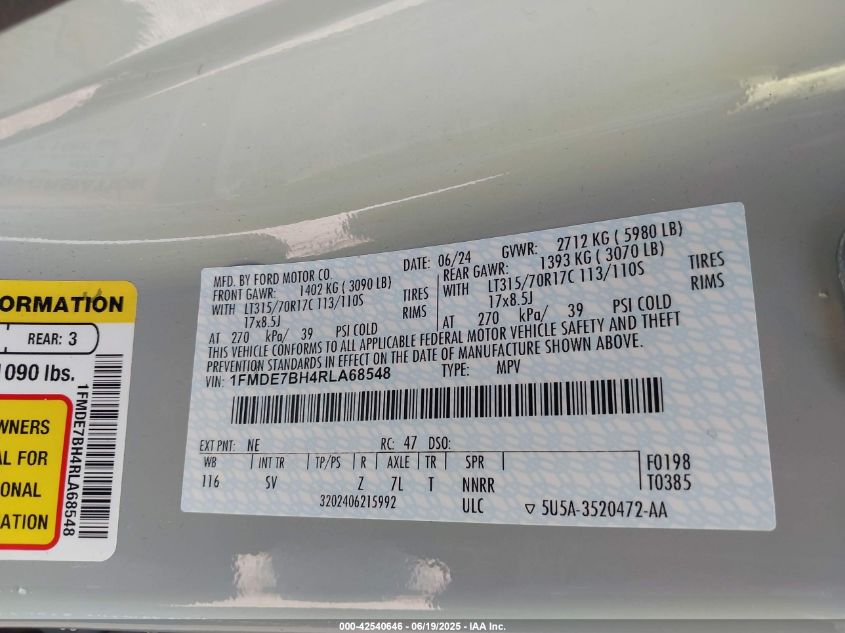 ORMATION
REAR: 3
1090 lbs.
WNERS
AL FOR
ONAL
TATION
1FMDE7BH4RLA68548
MFD. BY FORD MOTOR CO. DATE: 06/24 GVWR: 2712 KG ( 5980 LB)
FRONT GAWR: 1402 KG ( 3090 LB) REAR GAWR: 1393 KG ( 3070 LB)
WITH LT315/70R17C 113/110S TIRES WITH LT315/70R17C 113/110S TIRES
17x8.5J RIMS 17x8.5J RIMS
AT 270 kPa/ 39 PSI COLD AT 270 kPa/ 39 PSI COLD
THIS VEHICLE CONFORMS TO ALL APPLICABLE FEDERAL MOTOR VEHICLE SAFETY AND THEFT
PREVENTION STANDARDS IN EFFECT ON THE DATE OF MANUFACTURE SHOWN ABOVE.
VIN: 1FMDE7BH4RLA68548 TYPE: MPV
EXT PNT: NE RC: 47 DSO:
WB INT TR TP/PS R AXLE TR SPR F0198
116 SV Z 7L T NNRR T0385
3202406215992 ULC ▽ 5U5A-3520472-AA
000-42540646 - 06/19/2025 - IAA Inc.